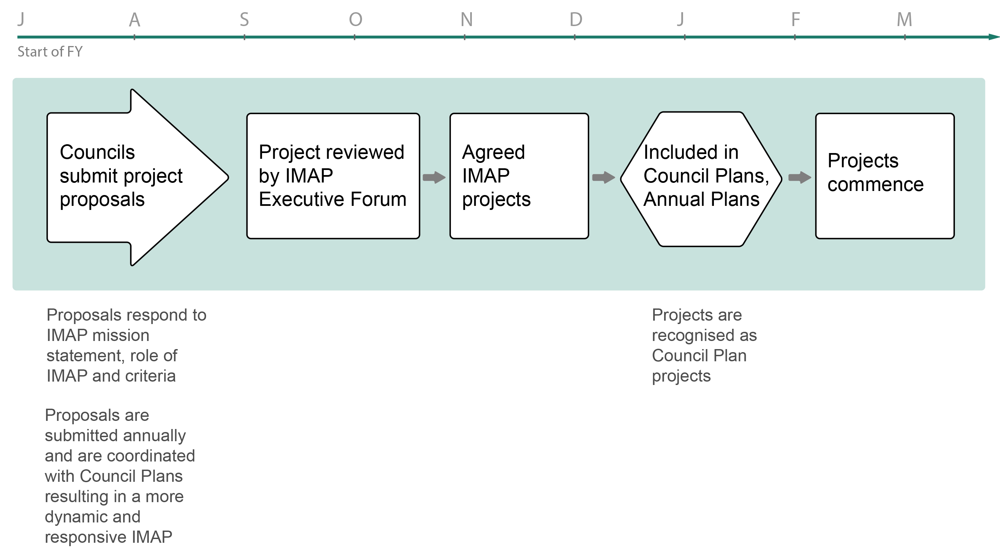 J A S O N D J F M
Start of FY
Councils
submit project
proposals
Project reviewed
by IMAP
Executive Forum
Agreed
IMAP
projects
Included in
Council Plans,
Annual Plans
Projects
commence
Proposals respond to
IMAP mission
statement, role of
IMAP and criteria
Proposals are
submitted annually
and are coordinated
with Council Plans
resulting in a more
dynamic and
responsive IMAP
Projects are
recognised as
Council Plan
projects